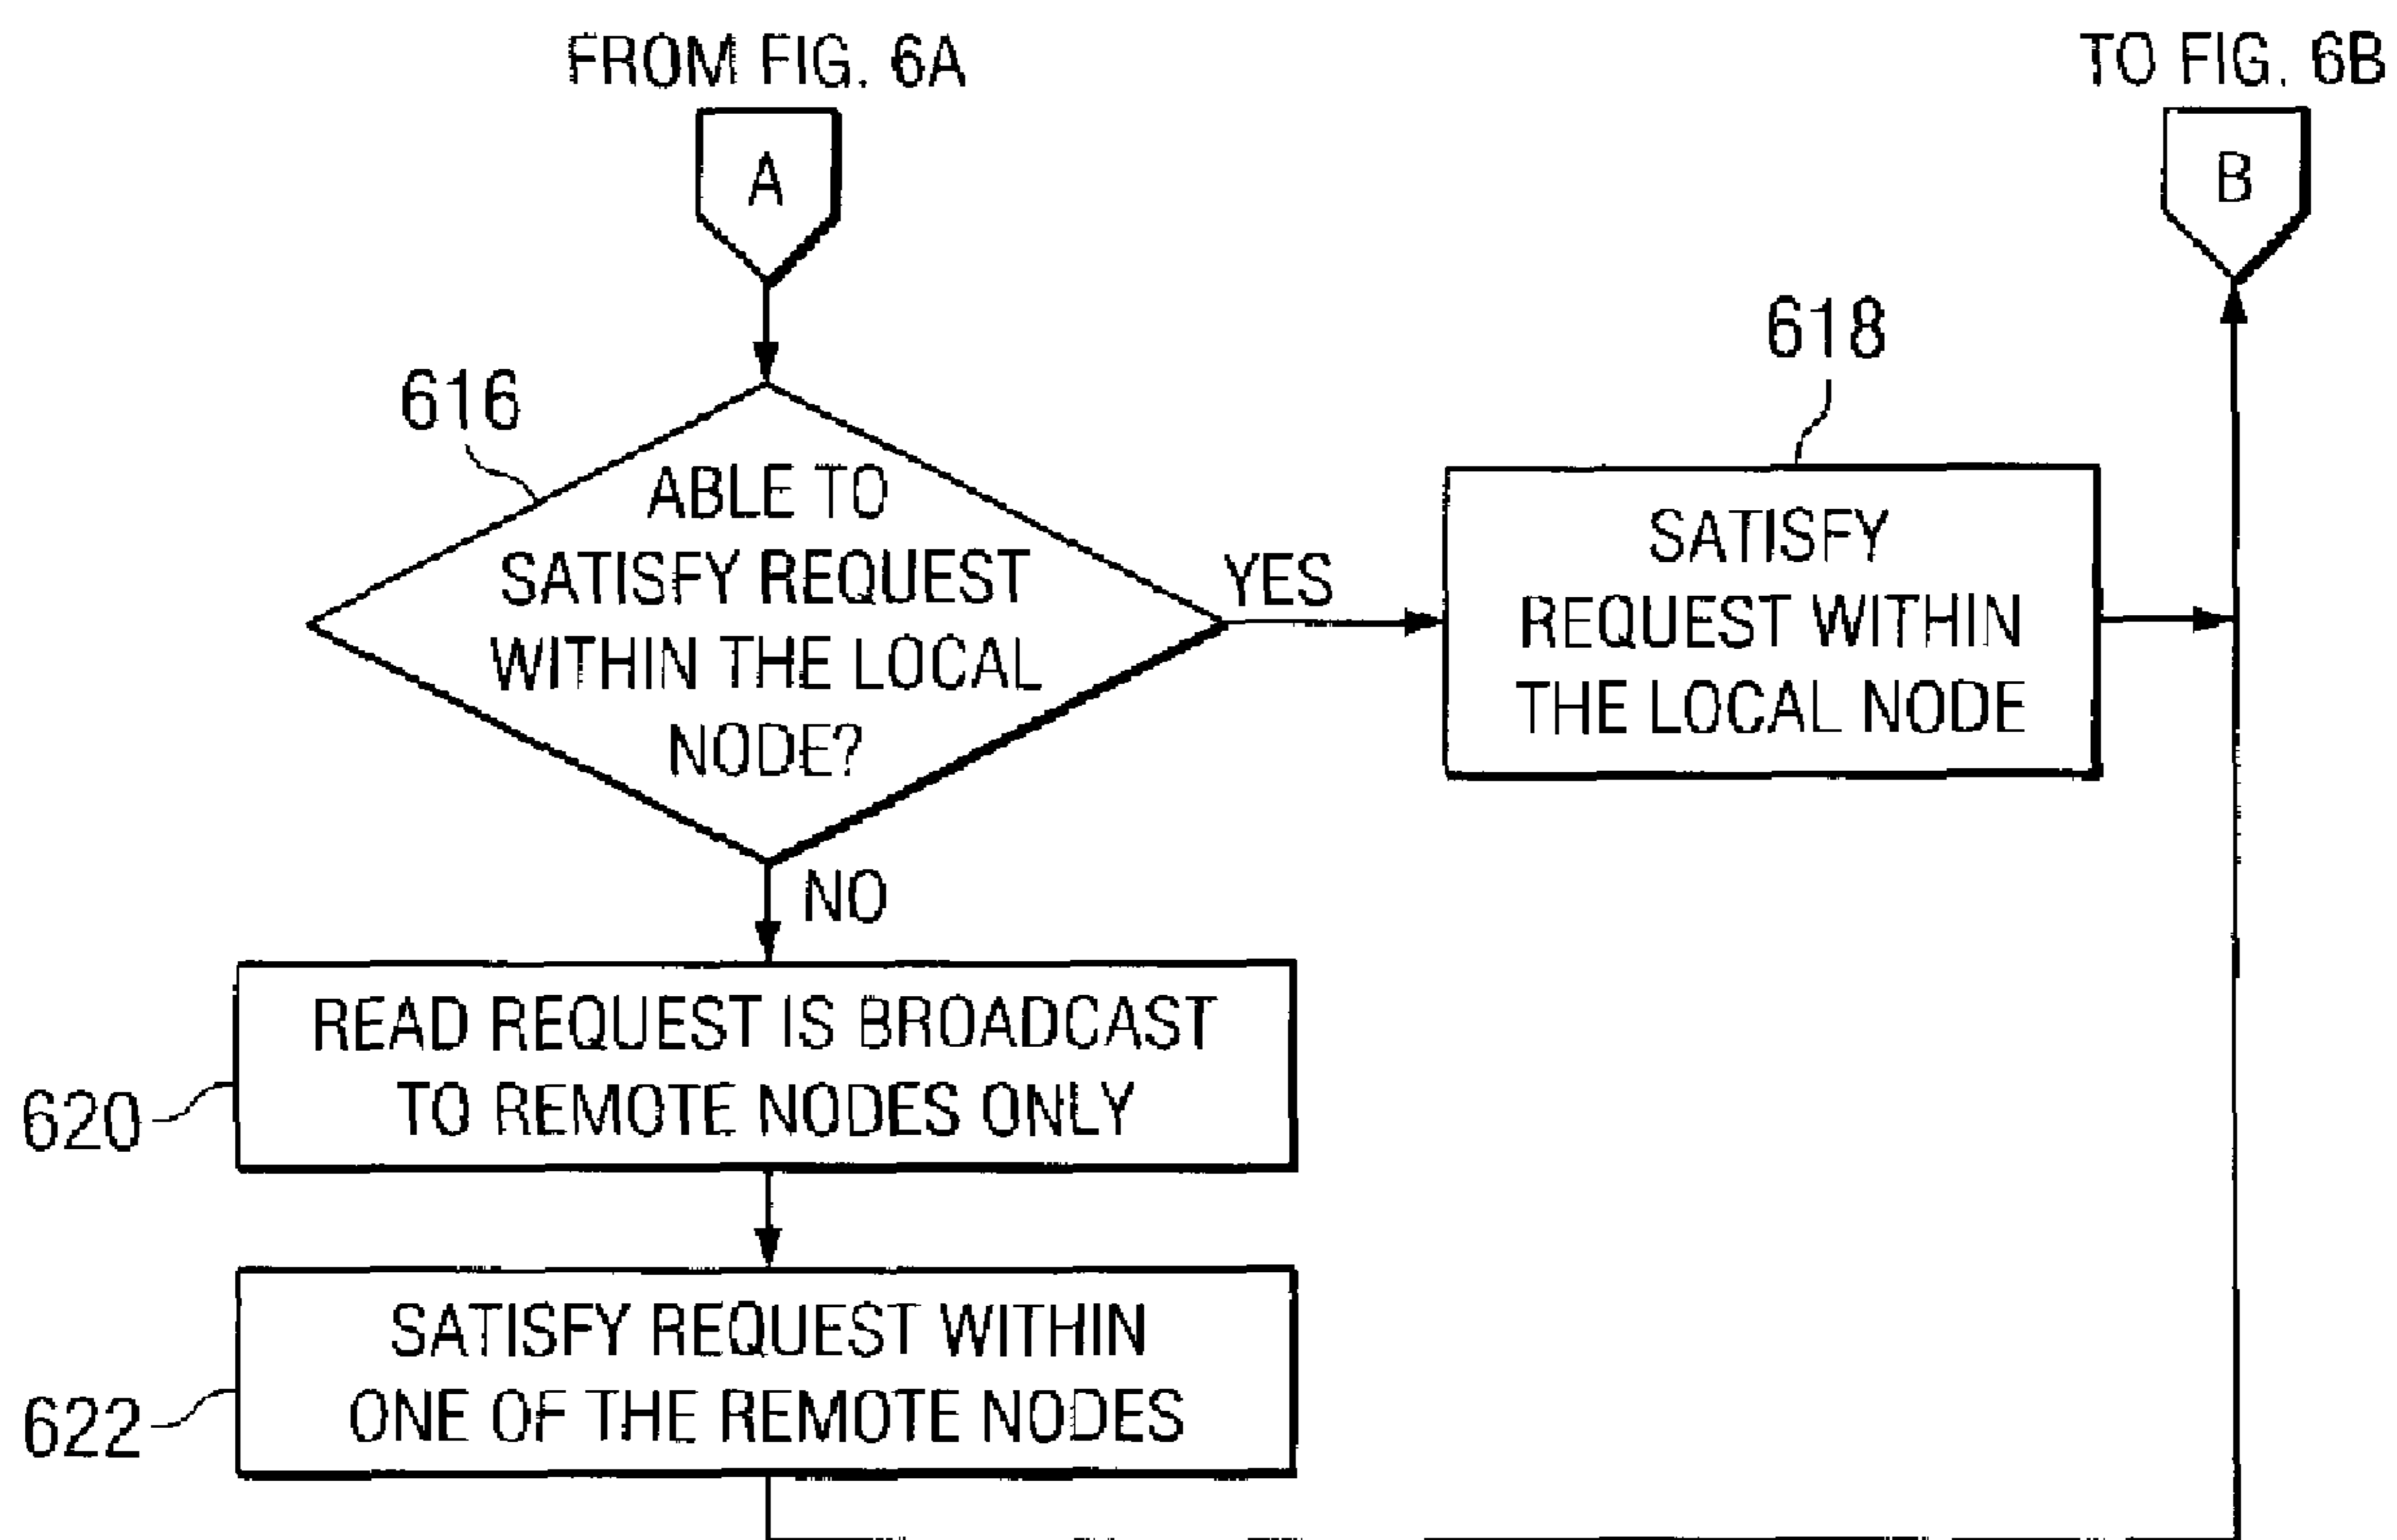 FROM FIG. 6A
A
TO FIG. 6B
B
616
ABLE TO
SATISFY REQUEST
WITHIN THE LOCAL
NODE?
YES
618
SATISFY
REQUEST WITHIN
THE LOCAL NODE
NO
620
READ REQUEST IS BROADCAST
TO REMOTE NODES ONLY
622
SATISFY REQUEST WITHIN
ONE OF THE REMOTE NODES